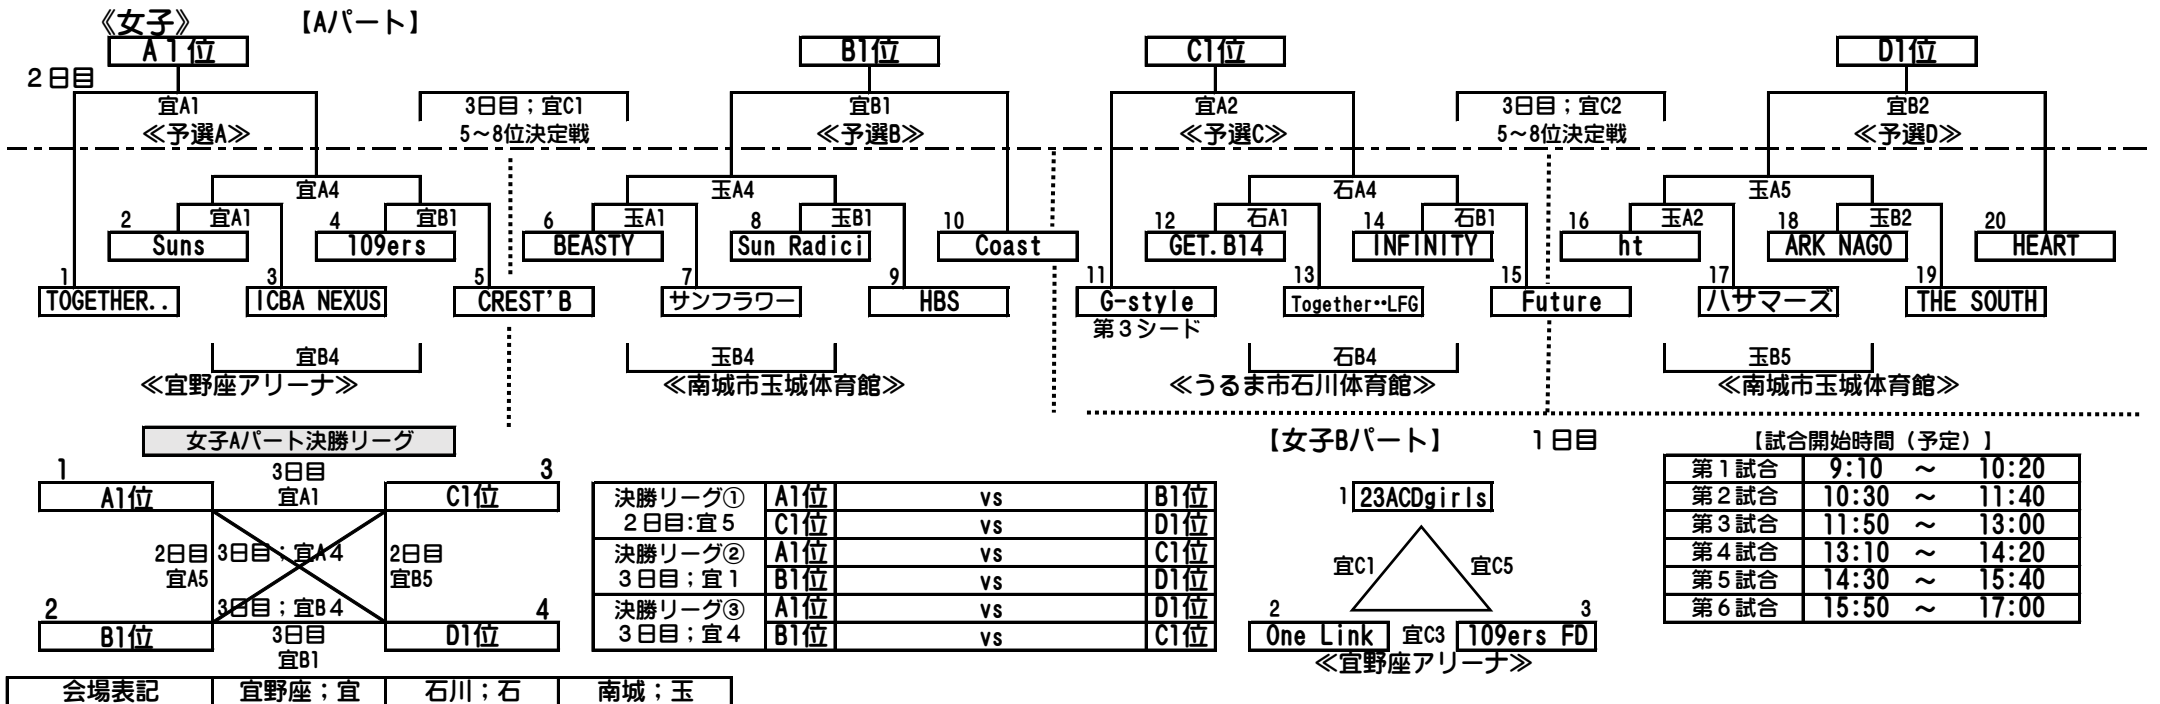 《女子》 【Aパート】
A1位 B1位 C1位 D1位
2日目
宜A1 3日目；宜C1 宜B1 宜A2 3日目；宜C2 宜B2
≪予選A≫ 5～8位決定戦 ≪予選B≫ ≪予選C≫ 5～8位決定戦 ≪予選D≫
宜A4 玉A4 石A4 玉A5
2 宜A1 4 宜B1 6 玉A1 8 玉B1 10 12 石A1 14 石B1 16 玉A2 18 玉B2 20
Suns 109ers BEASTY Sun Radici Coast GET.B14 INFINITY ht ARK NAGO HEART
1 3 5 7 9 11 13 15 17 19
TOGETHER.. ICBA NEXUS CREST'B サンフラワー HBS G-style Together••LFG Future ハサマーズ THE SOUTH
第3シード
宜B4 玉B4 石B4 玉B5
≪宜野座アリーナ≫ ≪南城市玉城体育館≫ ≪うるま市石川体育館≫ ≪南城市玉城体育館≫
女子Aパート決勝リーグ
1 3日目 3
A1位 宜A1 C1位
2日目 3日目；宜A4 2日目
宜A5 宜B5
2 3日目；宜B4 4
B1位 3日目 D1位
宜B1
決勝リーグ① A1位 vs B1位
2日目:宜5 C1位 vs D1位
決勝リーグ② A1位 vs C1位
3日目；宜1 B1位 vs D1位
決勝リーグ③ A1位 vs D1位
3日目；宜4 B1位 vs C1位
【女子Bパート】 1日目
1 23ACDgirls
宜C1 宜C5
2 3
One Link 宜C3 109ers FD
≪宜野座アリーナ≫
【試合開始時間（予定）】
第1試合 9:10 ～ 10:20
第2試合 10:30 ～ 11:40
第3試合 11:50 ～ 13:00
第4試合 13:10 ～ 14:20
第5試合 14:30 ～ 15:40
第6試合 15:50 ～ 17:00
会場表記 宜野座；宜 石川；石 南城；玉